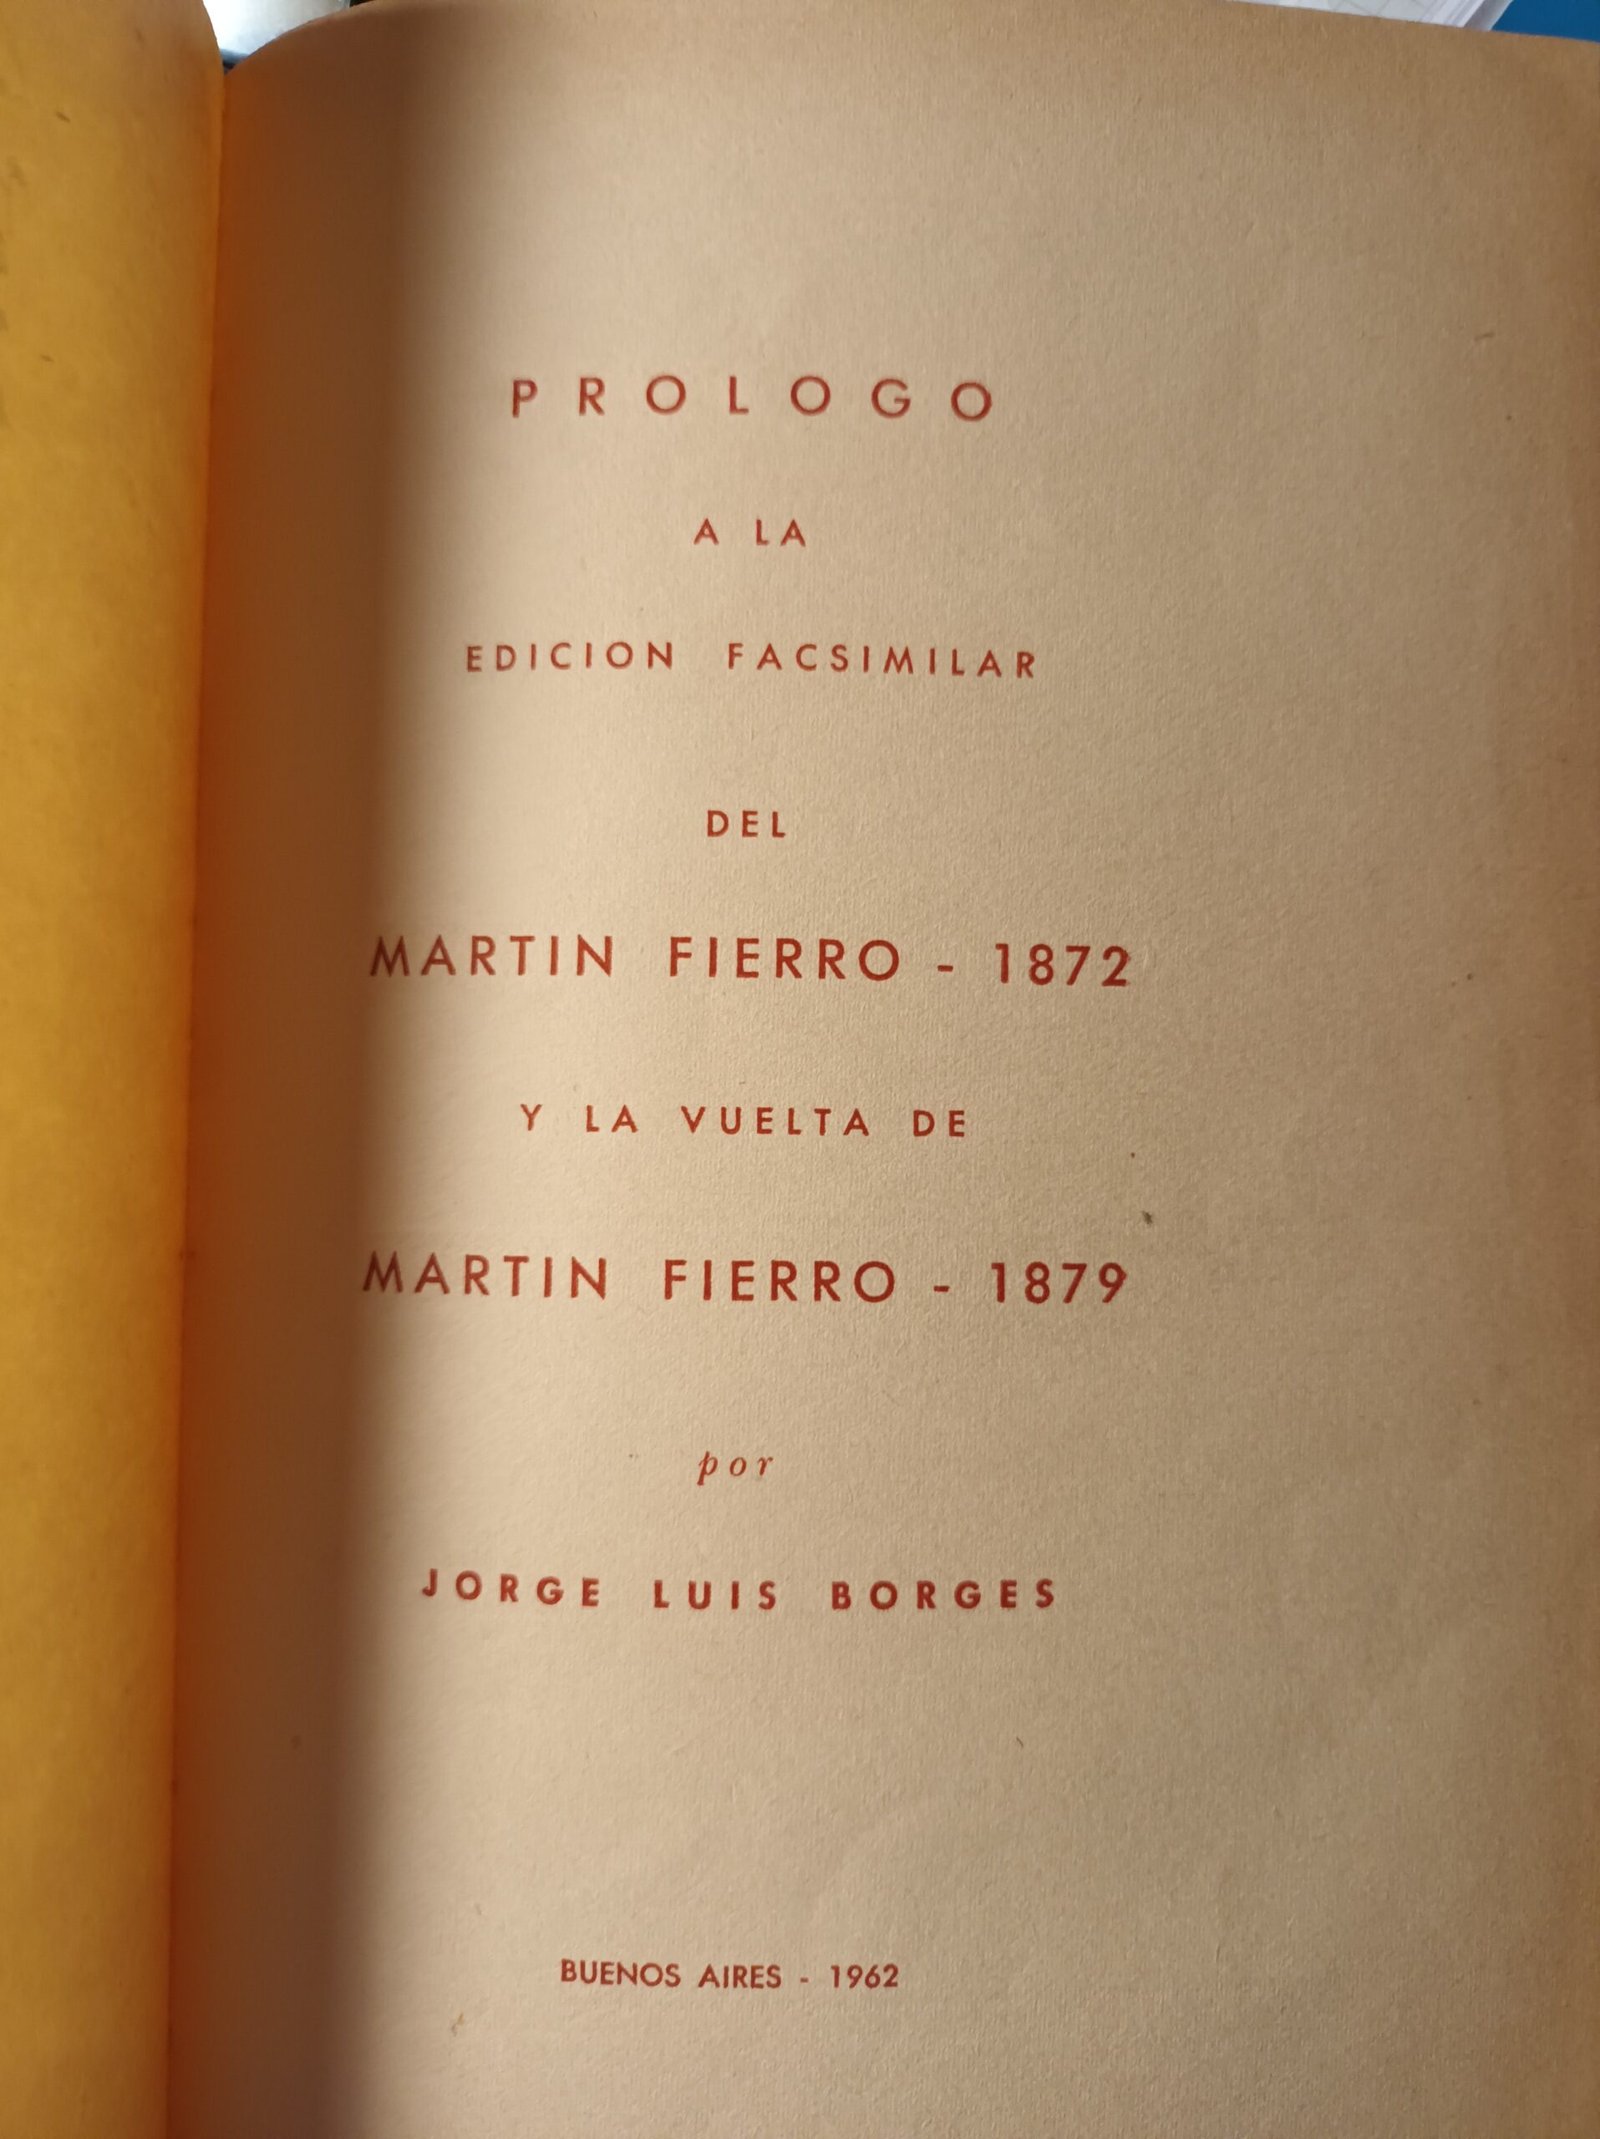 PROLOGO
A LA
EDICION FACSIMILAR
DEL
MARTIN FIERRO - 1872
Y LA VUELTA DE
MARTIN FIERRO - 1879
por
JORGE LUIS BORGES
BUENOS AIRES - 1962